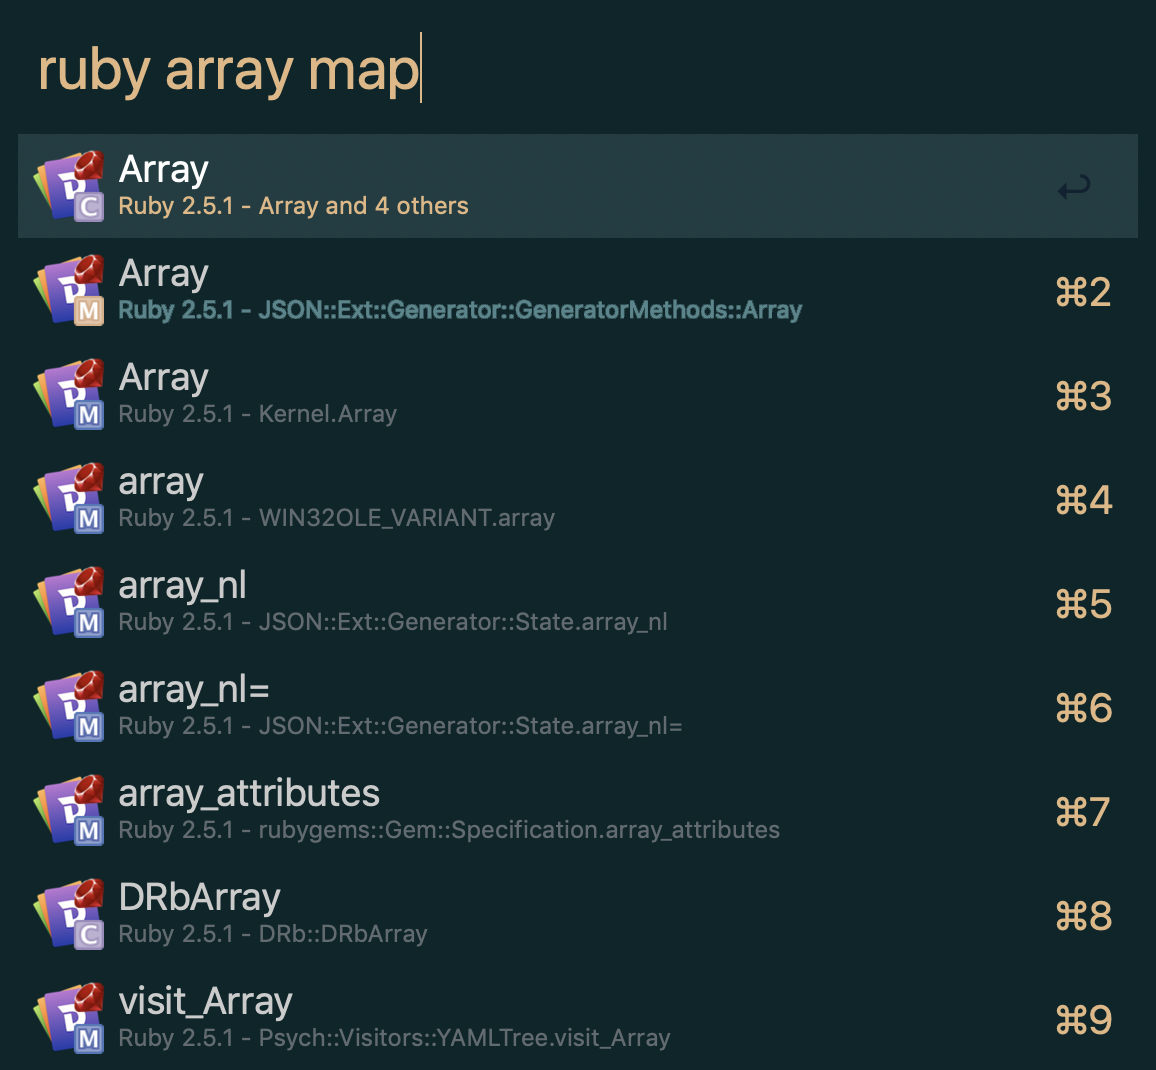 ruby array map
Array
Ruby 2.5.1 - Array and 4 others
C
Array
Ruby 2.5.1 - JSON::Ext::Generator::GeneratorMethods::Array
M
⌘2
Array
Ruby 2.5.1 - Kernel.Array
M
⌘3
array
Ruby 2.5.1 - WIN32OLE_VARIANT.array
M
⌘4
array_nl
Ruby 2.5.1 - JSON::Ext::Generator::State.array_nl
M
⌘5
array_nl=
Ruby 2.5.1 - JSON::Ext::Generator::State.array_nl=
M
⌘6
array_attributes
Ruby 2.5.1 - rubygems::Gem::Specification.array_attributes
M
⌘7
DRbArray
Ruby 2.5.1 - DRb::DRbArray
C
⌘8
visit_Array
Ruby 2.5.1 - Psych::Visitors::YAMLTree.visit_Array
M
⌘9